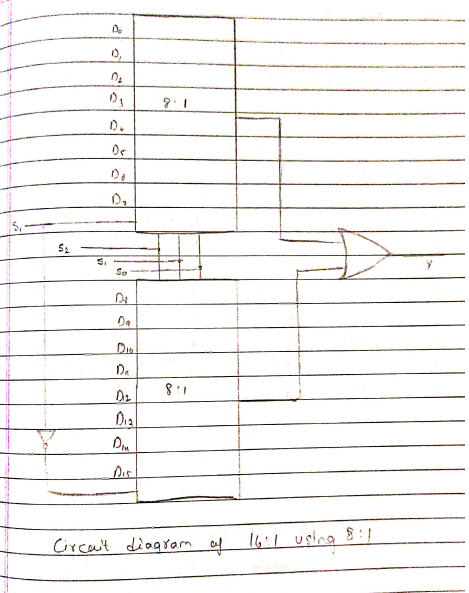 D0
D1
D2
D3
8:1
D4
D5
D6
D7
S1
S2
S1
S0
Y
D8
D9
D10
D11
D12
8:1
D13
D14
D15
Circuit diagram of 16:1 using 8:1